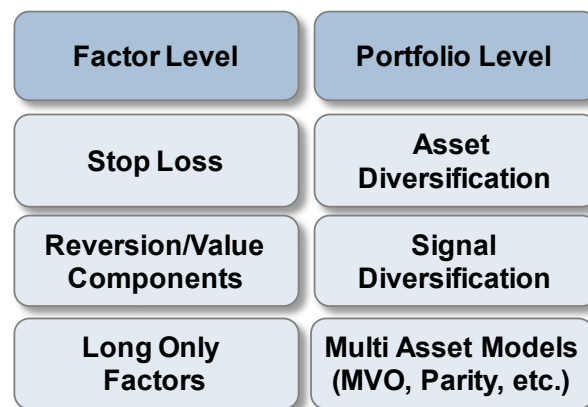 Factor Level
Portfolio Level
Stop Loss
Asset
Diversification
Reversion/Value
Components
Signal
Diversification
Long Only
Factors
Multi Asset Models
(MVO, Parity, etc.)